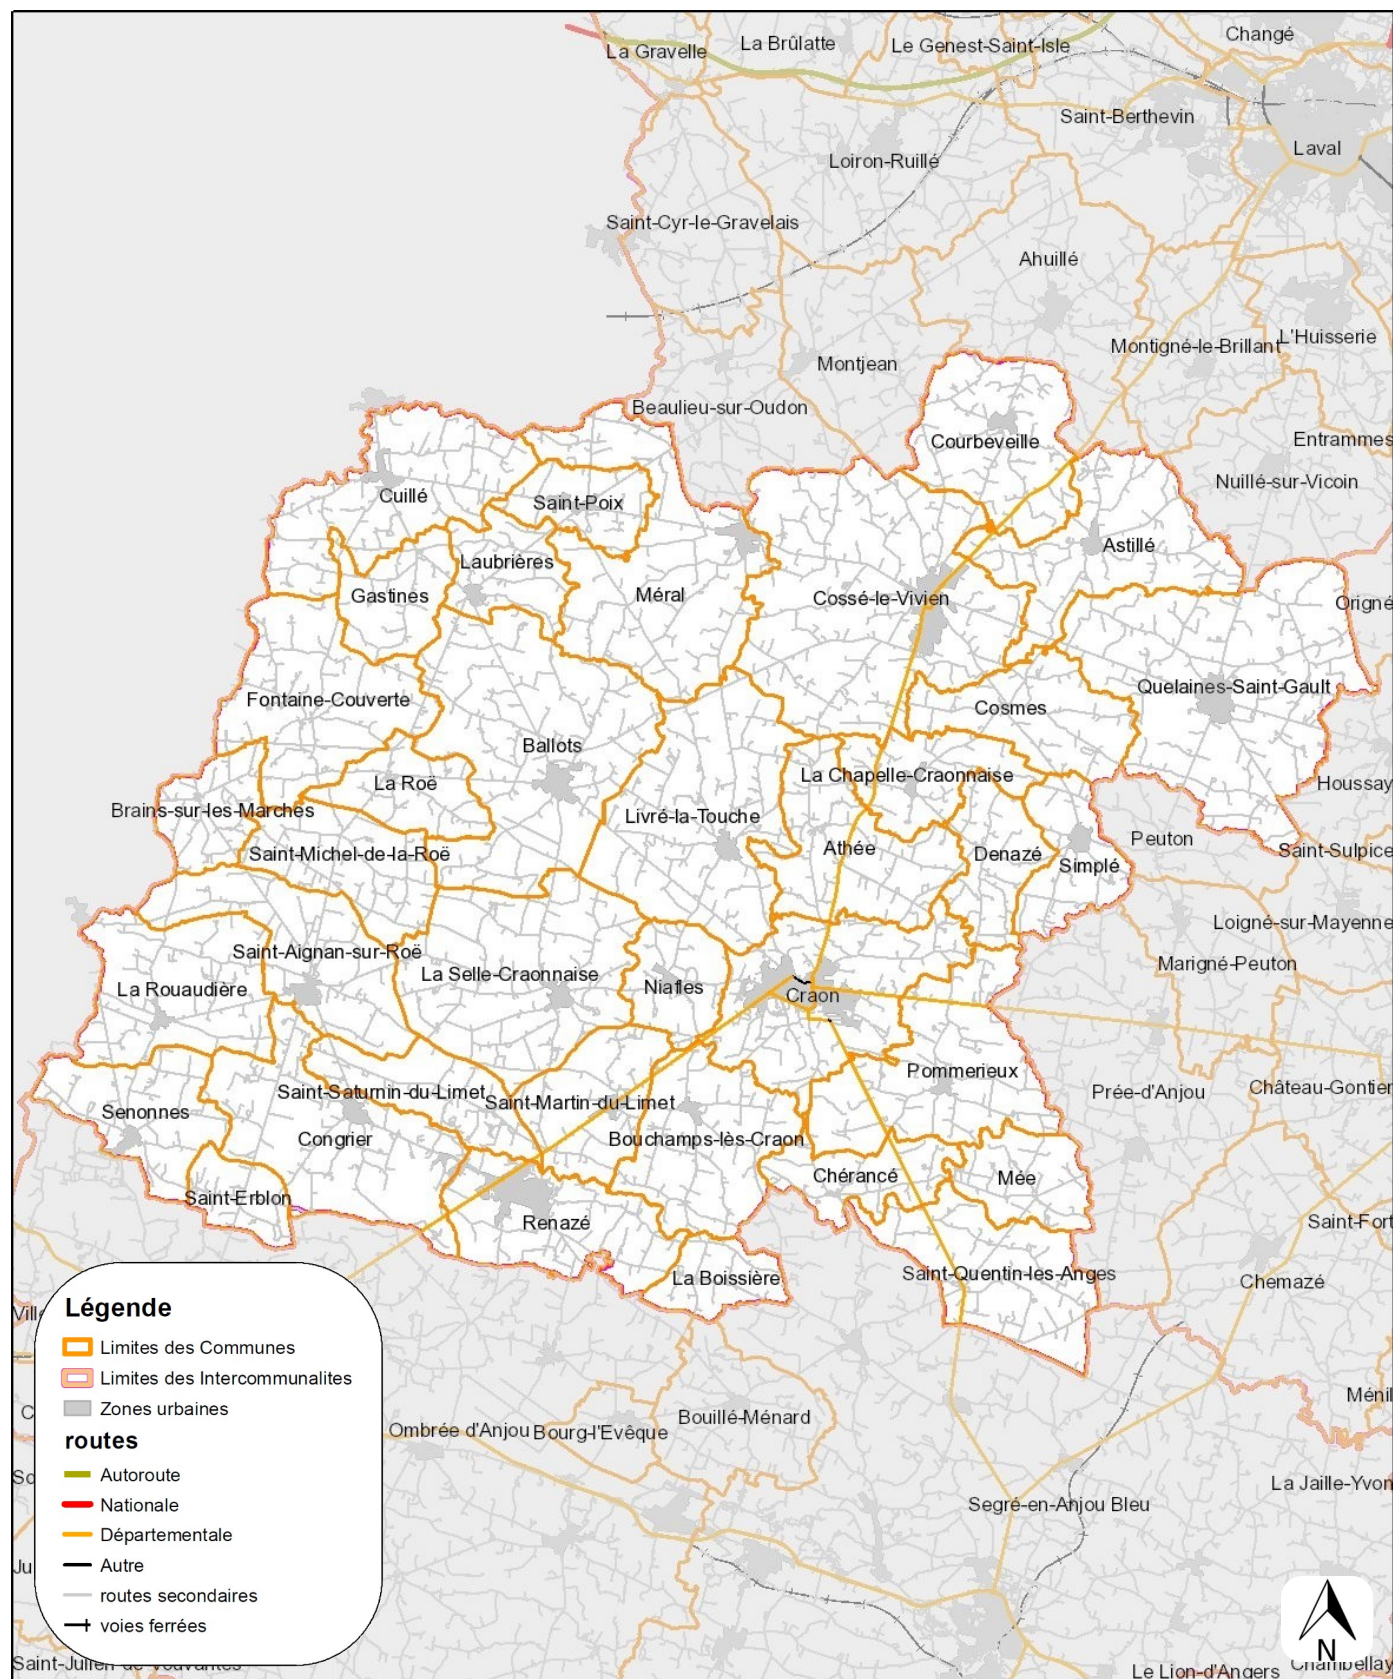 La Gravelle
La Brûlatte
Le Genest-Saint-Isle
Changé
Saint-Berthevin
Laval
Loiron-Ruillé
Saint-Cyr-le-Gravelais
Ahuillé
L'Huisserie
Montigné-le-Brillant
Montjean
Beaulieu-sur-Oudon
Courbeveille
Entrammes
Nuillé-sur-Vicoin
Cuillé
Saint-Poix
Astillé
Laubrières
Gastines
Méral
Cossé-le-Vivien
Origné
Quelaines-Saint-Gault
Fontaine-Couverte
Cosmes
Ballots
La Roë
La Chapelle-Craonnaise
Houssay
Brains-sur-les-Marches
Livré-la-Touche
Peuton
Saint-Michel-de-la-Roë
Athée
Denazé
Simplé
Saint-Sulpice
Loigné-sur-Mayenne
Saint-Aignan-sur-Roë
Marigné-Peuton
La Selle-Craonnaise
La Rouaudière
Niafles
Craon
Pommerieux
Prée-d'Anjou
Château-Gontier
Saint-Saturnin-du-Limet
Saint-Martin-du-Limet
Senonnes
Congrier
Bouchamps-lès-Craon
Chérancé
Mée
Saint-Erblon
Renazé
Saint-Fort
La Boissière
Saint-Quentin-les-Anges
Chemazé
Légende
Limites des Communes
Limites des Intercommunalites
Zones urbaines
routes
Autoroute
Nationale
Départementale
Autre
routes secondaires
voies ferrées
Ménil
Bouillé-Ménard
Ombrée d'Anjou
Bourg-l'Evêque
La Jaille-Yvon
Segré-en-Anjou Bleu
N
Saint-Julien-de-Vouvantes
Le Lion-d'Angers
Chambellay